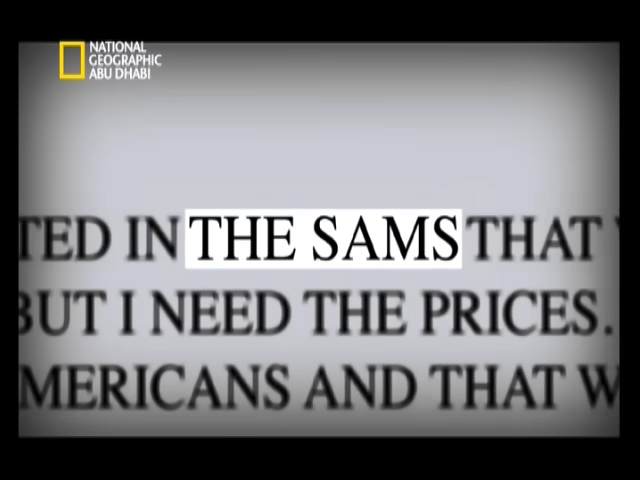 NATIONAL
GEOGRAPHIC
ABU DHABI
TED IN THE SAMS THAT
BUT I NEED THE PRICES.
MERICANS AND THAT W